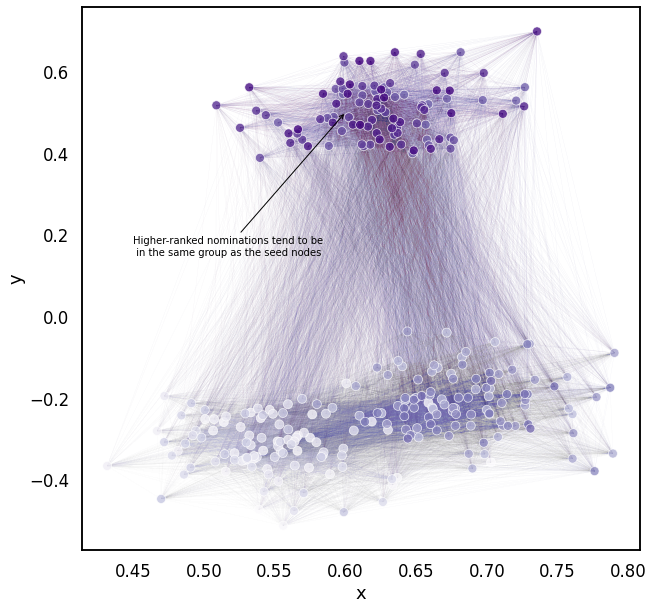 0.6
0.4
0.2
0.0
−0.2
−0.4
y
Higher-ranked nominations tend to be
in the same group as the seed nodes
0.45 0.50 0.55 0.60 0.65 0.70 0.75 0.80
x